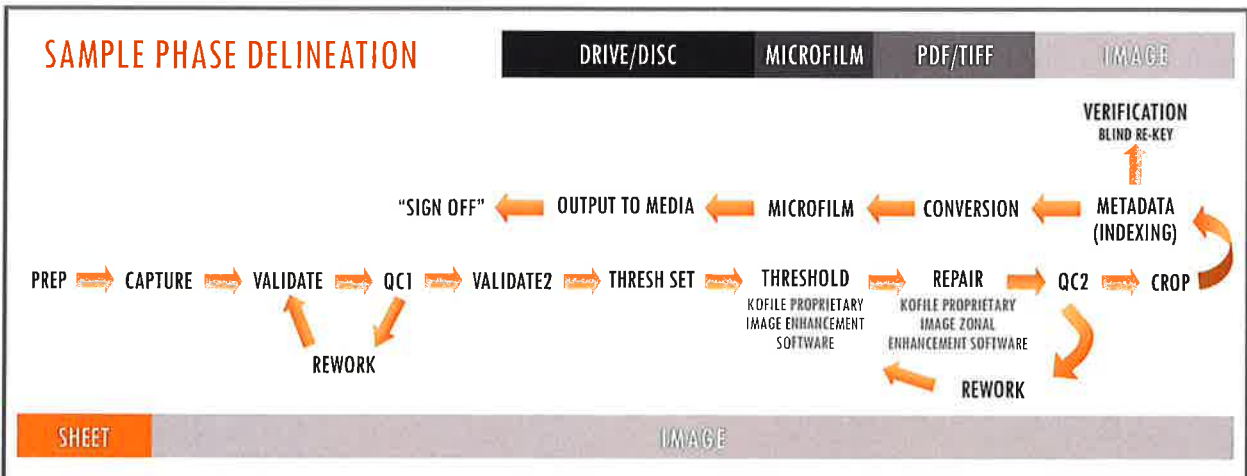 SAMPLE PHASE DELINEATION
DRIVE/DISC MICROFILM PDF/TIFF IMAGE
VERIFICATION
BLIND RE-KEY
"SIGN OFF" OUTPUT TO MEDIA MICROFILM CONVERSION METADATA
(INDEXING)
PREP CAPTURE VALIDATE QC1 VALIDATE2 THRESH SET THRESHOLD REPAIR QC2 CROP
KOFILE PROPRIETARY
IMAGE ENHANCEMENT
SOFTWARE
KOFILE PROPRIETARY
IMAGE ZONAL
ENHANCEMENT SOFTWARE
REWORK
REWORK
SHEET IMAGE